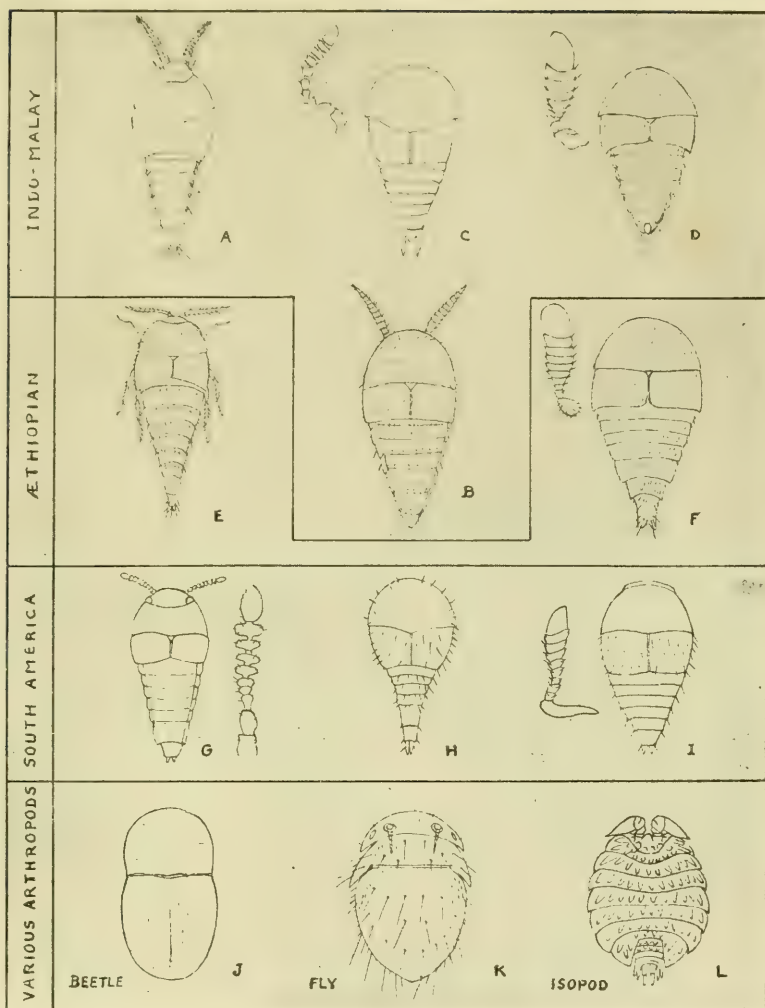 INDO-MALAY
A
C
D
ÆTHIOPIAN
E
B
F
SOUTH AMERICA
G
H
I
VARIOUS ARTHROPODS
BEETLE
J
FLY
K
ISOPOD
L